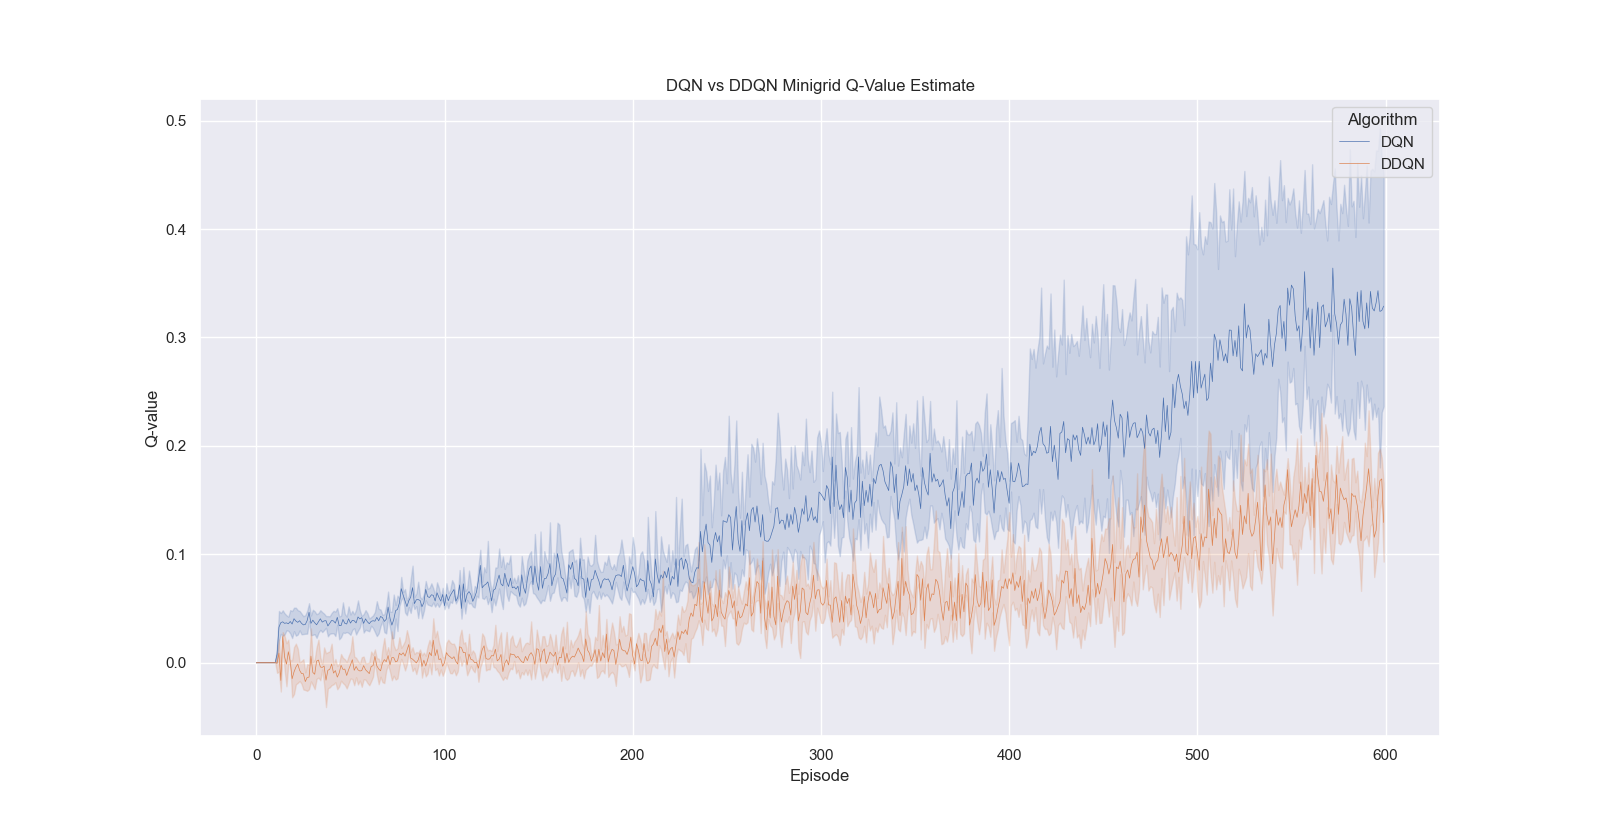 DQN vs DDQN Minigrid Q-Value Estimate
Algorithm
DQN
DDQN
0.5
0.4
0.3
0.2
0.1
0.0
Q-value
0 100 200 300 400 500 600
Episode